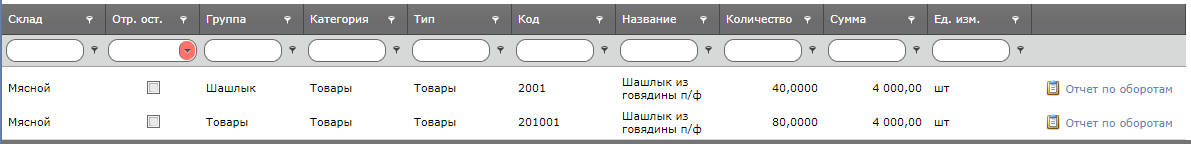 Склад Отр. ост. Группа Категория Тип Код Название Количество Сумма Ед. изм.
Мясной Шашлык Товары Товары 2001 Шашлык из говядины п/ф 40,0000 4 000,00 шт Отчет по оборотам
Мясной Товары Товары Товары 201001 Шашлык из говядины п/ф 80,0000 4 000,00 шт Отчет по оборотам